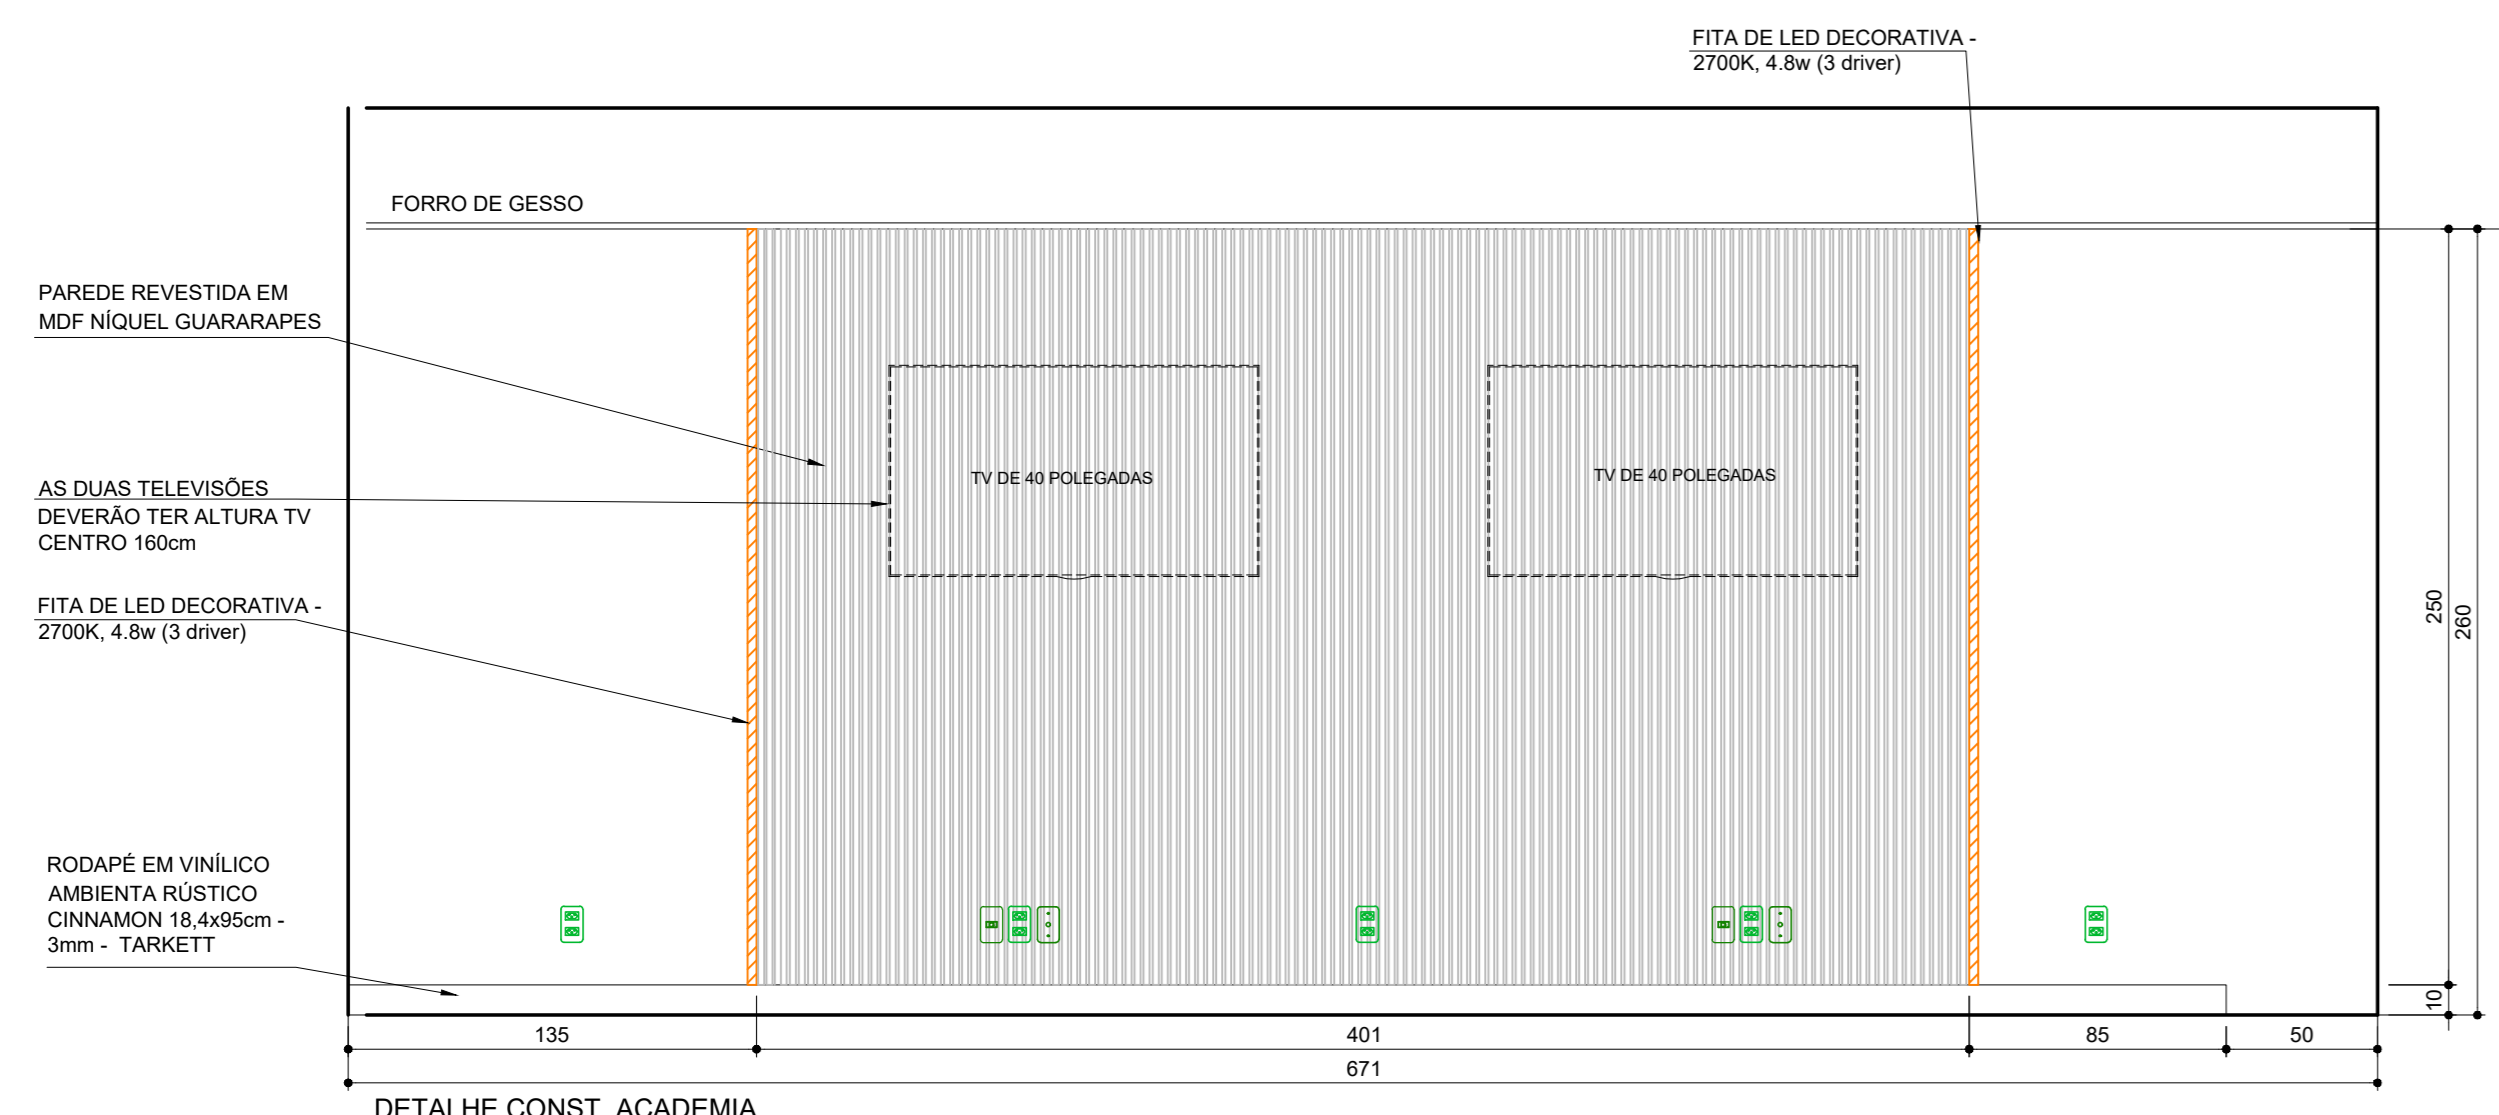 FITA DE LED DECORATIVA -
2700K, 4.8w (3 driver)
FORRO DE GESSO
PAREDE REVESTIDA EM
MDF NÍQUEL GUARARAPES
AS DUAS TELEVISÕES
DEVERÃO TER ALTURA TV
CENTRO 160cm
TV DE 40 POLEGADAS
TV DE 40 POLEGADAS
FITA DE LED DECORATIVA -
2700K, 4.8w (3 driver)
250
260
RODAPÉ EM VINÍLICO
AMBIENTA RÚSTICO
CINNAMON 18,4x95cm -
3mm - TARKETT
10
135
401
85
50
671
DETALHE CONST. ACADEMIA